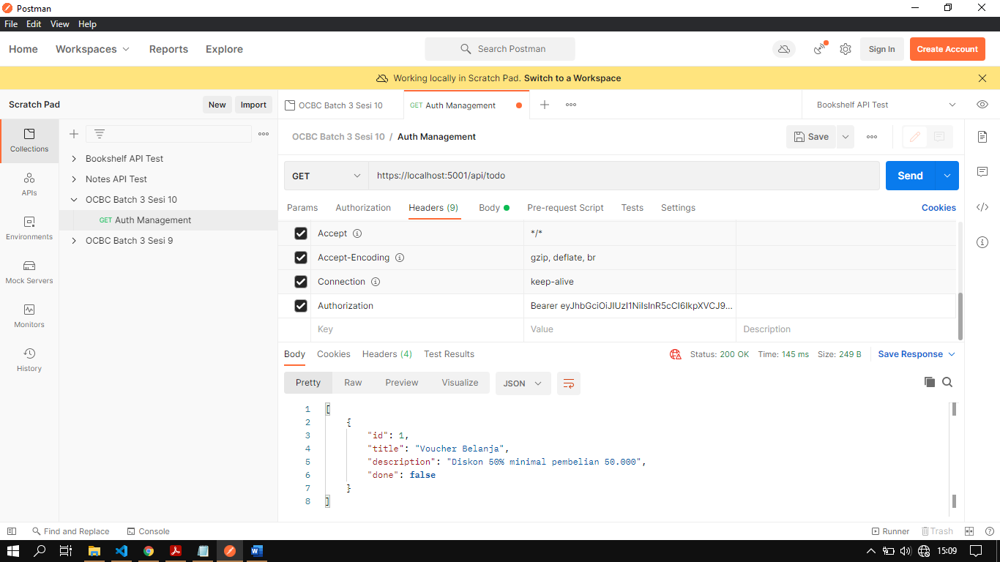 Postman
File Edit View Help
Home Workspaces Reports Explore Search Postman Sign In Create Account
Working locally in Scratch Pad. Switch to a Workspace
Scratch Pad New Import OCBC Batch 3 Sesi 10 GET Auth Management Bookshelf API Test
OCBC Batch 3 Sesi 10 / Auth Management Save
Collections
APIs
Environments
Mock Servers
Monitors
History
Bookshelf API Test
Notes API Test
OCBC Batch 3 Sesi 10
GET Auth Management
OCBC Batch 3 Sesi 9
GET https://localhost:5001/api/todo Send
Params Authorization Headers (9) Body Pre-request Script Tests Settings Cookies
Accept */*
Accept-Encoding gzip, deflate, br
Connection keep-alive
Authorization Bearer eyJhbGciOiJIUzI1NiIsInR5cCI6IkpXVCJ9...
Key Value Description
Body Cookies Headers (4) Test Results Status: 200 OK Time: 145 ms Size: 249 B Save Response
Pretty Raw Preview Visualize JSON
1 [
2 {
3 "id": 1,
4 "title": "Voucher Belanja",
5 "description": "Diskon 50% minimal pembelian 50.000",
6 "done": false
7 }
8 ]
Find and Replace Console Runner Trash
15:09